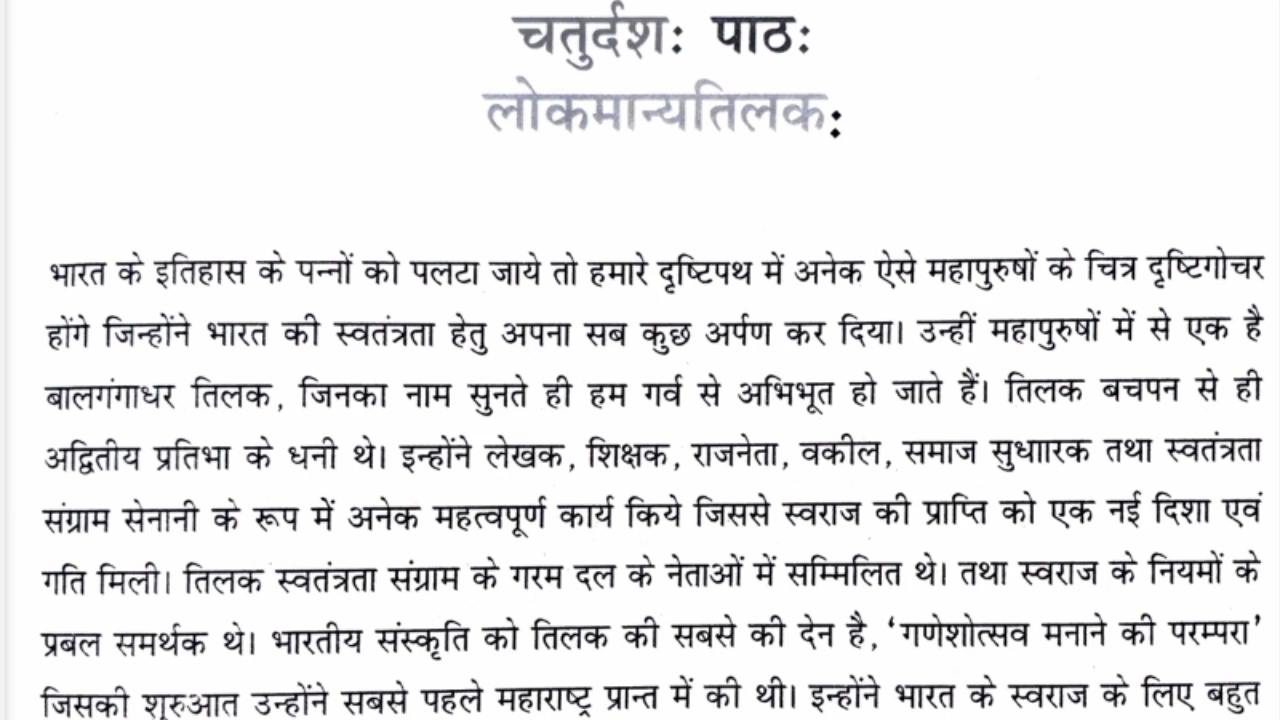 चतुर्दशः पाठः
लोकमान्यतिलकः
भारत के इतिहास के पन्नों को पलटा जाये तो हमारे दृष्टिपथ में अनेक ऐसे महापुरुषों के चित्र दृष्टिगोचर
होंगे जिन्होंने भारत की स्वतंत्रता हेतु अपना सब कुछ अर्पण कर दिया। उन्हीं महापुरुषों में से एक है
बालगंगाधर तिलक, जिनका नाम सुनते ही हम गर्व से अभिभूत हो जाते हैं। तिलक बचपन से ही
अद्वितीय प्रतिभा के धनी थे। इन्होंने लेखक, शिक्षक, राजनेता, वकील, समाज सुधाारक तथा स्वतंत्रता
संग्राम सेनानी के रूप में अनेक महत्वपूर्ण कार्य किये जिससे स्वराज की प्राप्ति को एक नई दिशा एवं
गति मिली। तिलक स्वतंत्रता संग्राम के गरम दल के नेताओं में सम्मिलित थे। तथा स्वराज के नियमों के
प्रबल समर्थक थे। भारतीय संस्कृति को तिलक की सबसे की देन है, ‘गणेशोत्सव मनाने की परम्परा’
जिसकी शुरुआत उन्होंने सबसे पहले महाराष्ट्र प्रान्त में की थी। इन्होंने भारत के स्वराज के लिए बहुत